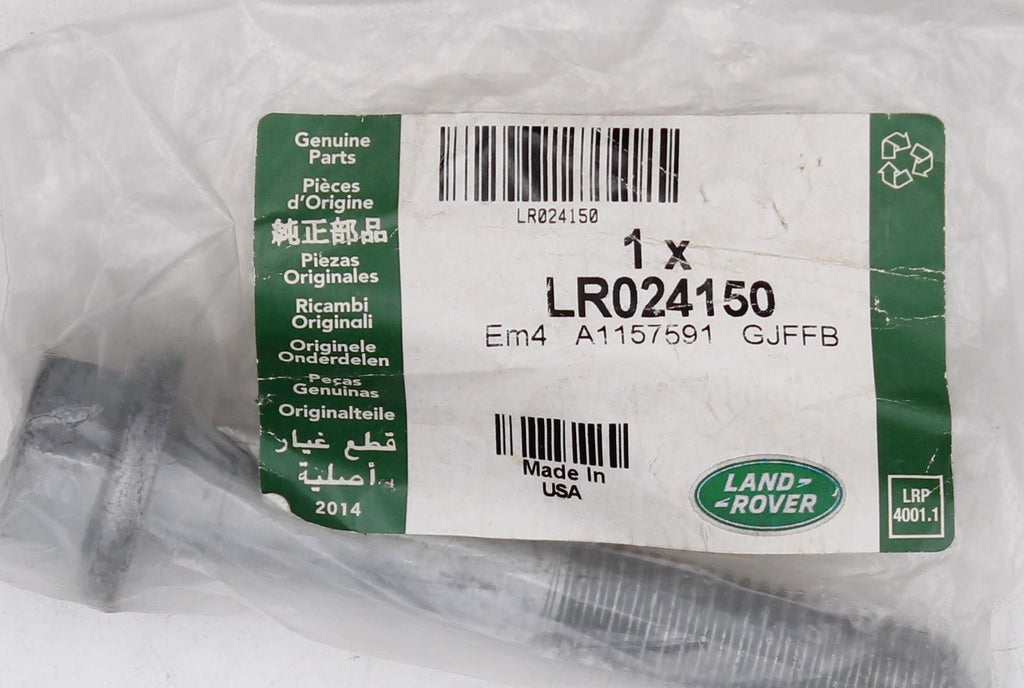 Genuine
Parts
Pièces
d'Origine
純正部品
Piezas
Originales
Ricambi
Originali
Originele
Onderdelen
Peças
Genuinas
Originalteile
قطع غيار
أصلية
2014
LR024150
1 x
LR024150
Em4 A1157591 GJFFB
Made In
USA
LAND-
-ROVER
LRP
4001.1